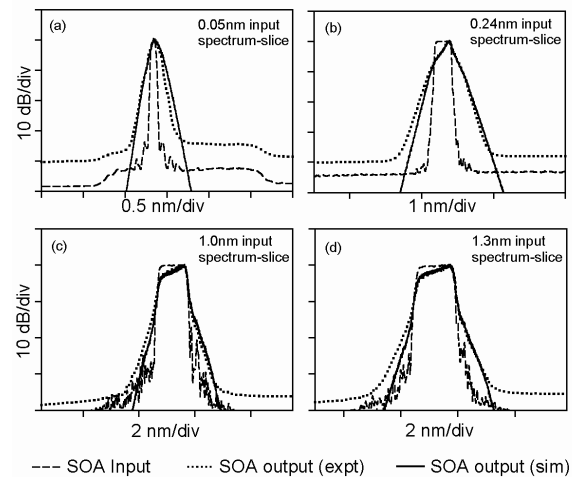 (a)
0.05nm input
spectrum-slice
(b)
0.24nm input
spectrum-slice
10 dB/div
0.5 nm/div
1 nm/div
(c)
1.0nm input
spectrum-slice
(d)
1.3nm input
spectrum-slice
10 dB/div
2 nm/div
2 nm/div
SOA Input
SOA output (expt)
SOA output (sim)